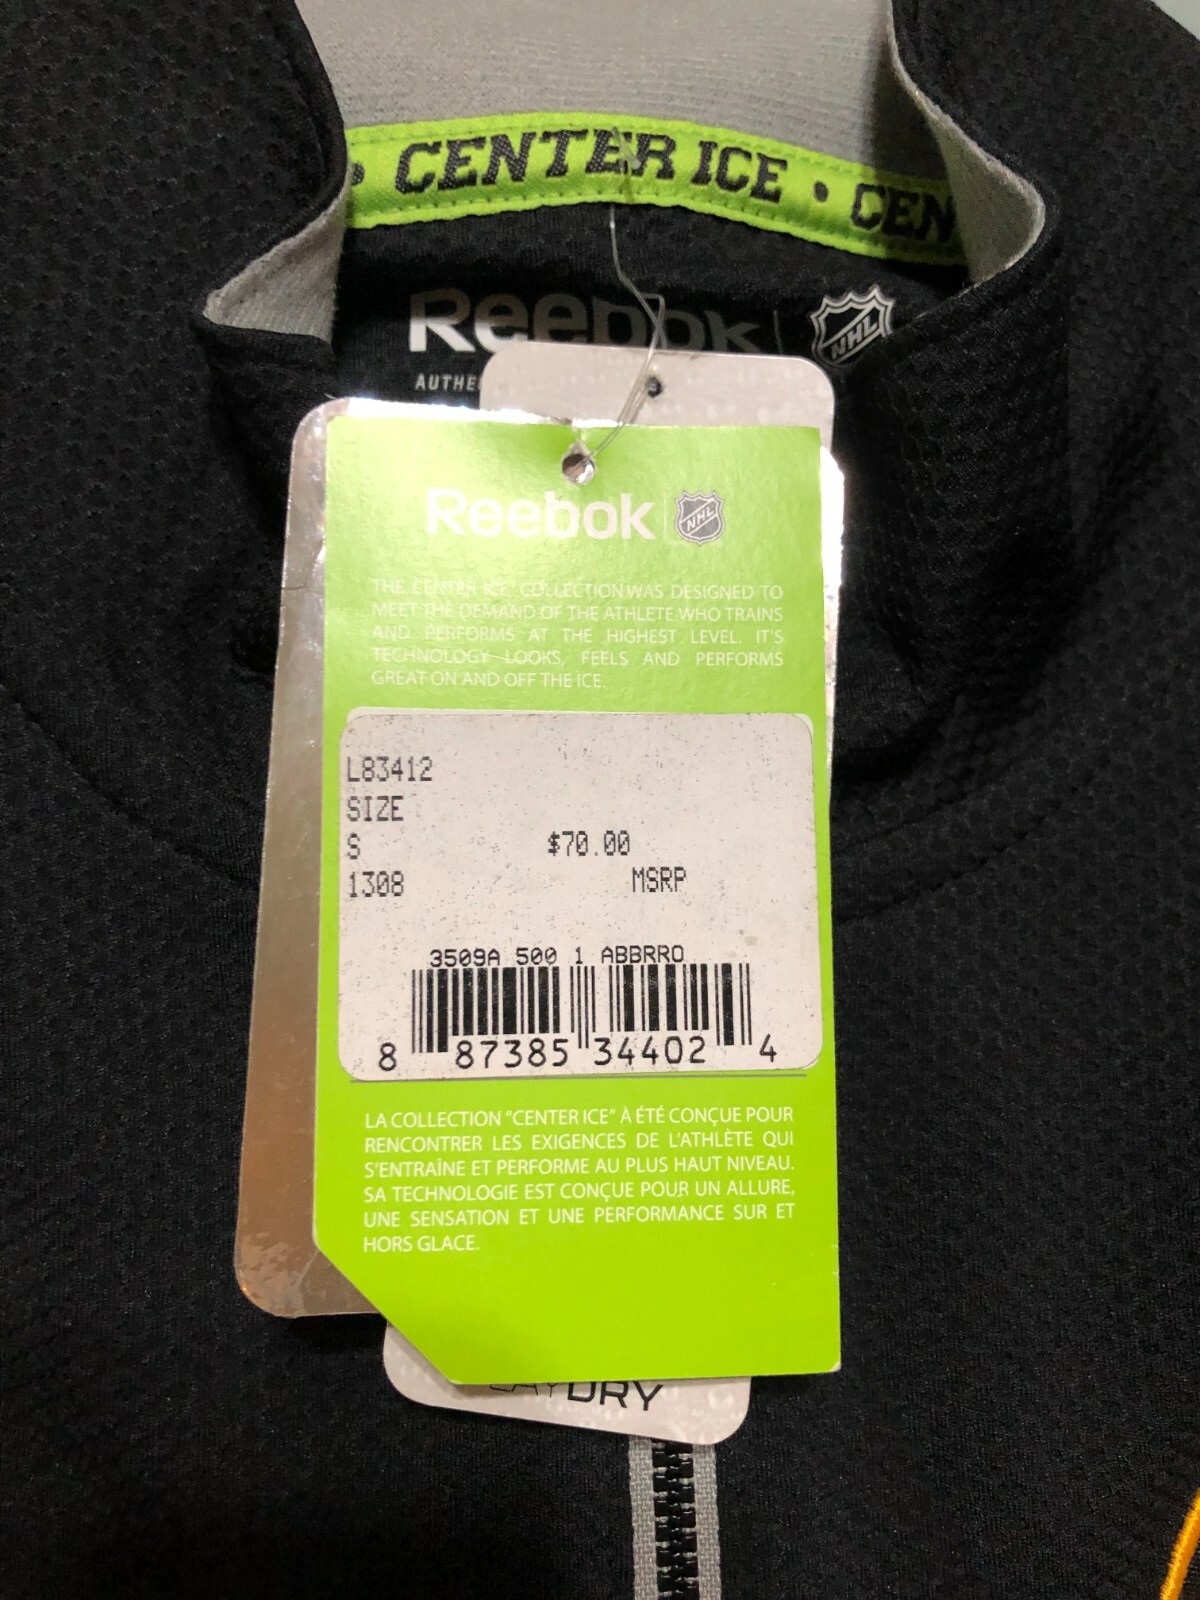 • CENTER ICE • CEN
Reebok NHL
AUTHE
Reebok NHL
THE CENTER ICE COLLECTION WAS DESIGNED TO
MEET THE DEMAND OF THE ATHLETE WHO TRAINS
AND PERFORMS AT THE HIGHEST LEVEL. IT'S
TECHNOLOGY LOOKS, FEELS AND PERFORMS
GREAT ON AND OFF THE ICE.
L83412
SIZE
S $70.00
1308 MSRP
3509A 500 1 ABBRRO
8 87385 34402 4
LA COLLECTION "CENTER ICE" À ÉTÉ CONÇUE POUR
RENCONTRER LES EXIGENCES DE L'ATHLÈTE QUI
S'ENTRAÎNE ET PERFORME AU PLUS HAUT NIVEAU.
SA TECHNOLOGIE EST CONÇUE POUR UN ALLURE,
UNE SENSATION ET UNE PERFORMANCE SUR ET
HORS GLACE.
DRY